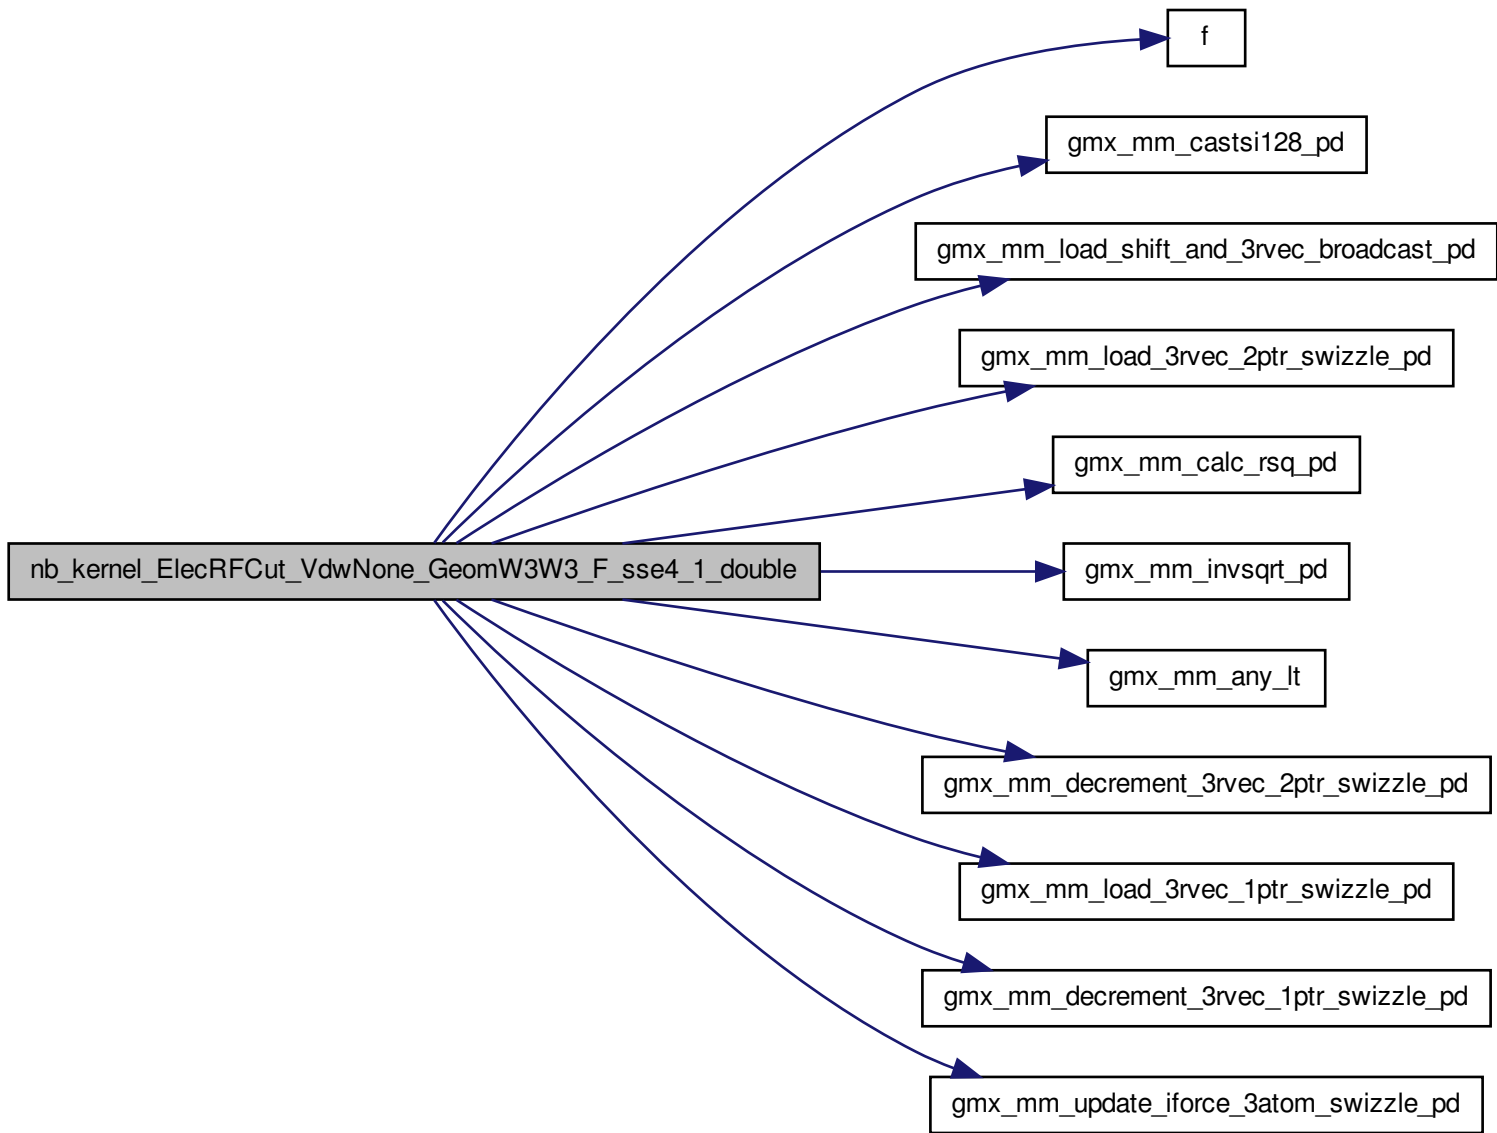 f
gmx_mm_castsi128_pd
gmx_mm_load_shift_and_3rvec_broadcast_pd
gmx_mm_load_3rvec_2ptr_swizzle_pd
gmx_mm_calc_rsq_pd
nb_kernel_ElecRFCut_VdwNone_GeomW3W3_F_sse4_1_double
gmx_mm_invsqrt_pd
gmx_mm_any_lt
gmx_mm_decrement_3rvec_2ptr_swizzle_pd
gmx_mm_load_3rvec_1ptr_swizzle_pd
gmx_mm_decrement_3rvec_1ptr_swizzle_pd
gmx_mm_update_iforce_3atom_swizzle_pd